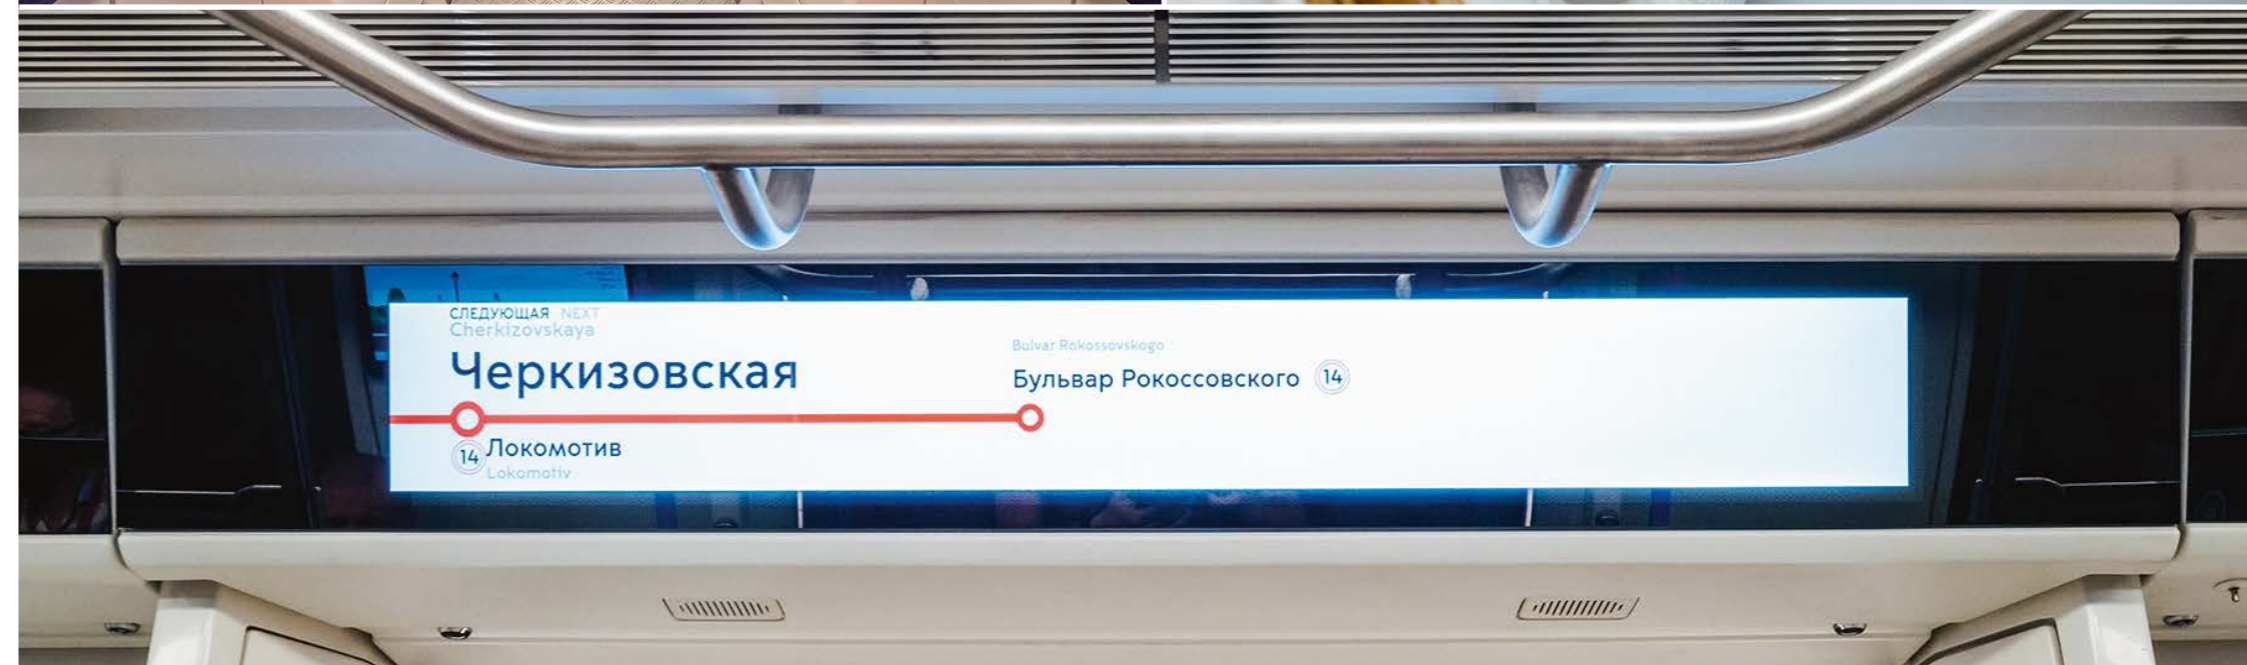 СЛЕДУЮЩАЯ NEXT
Cherkizovskaya
Черкизовская
Bulvar Rokossovskogo
Бульвар Рокоссовского 14
14 Локомотив
Lokomotiv